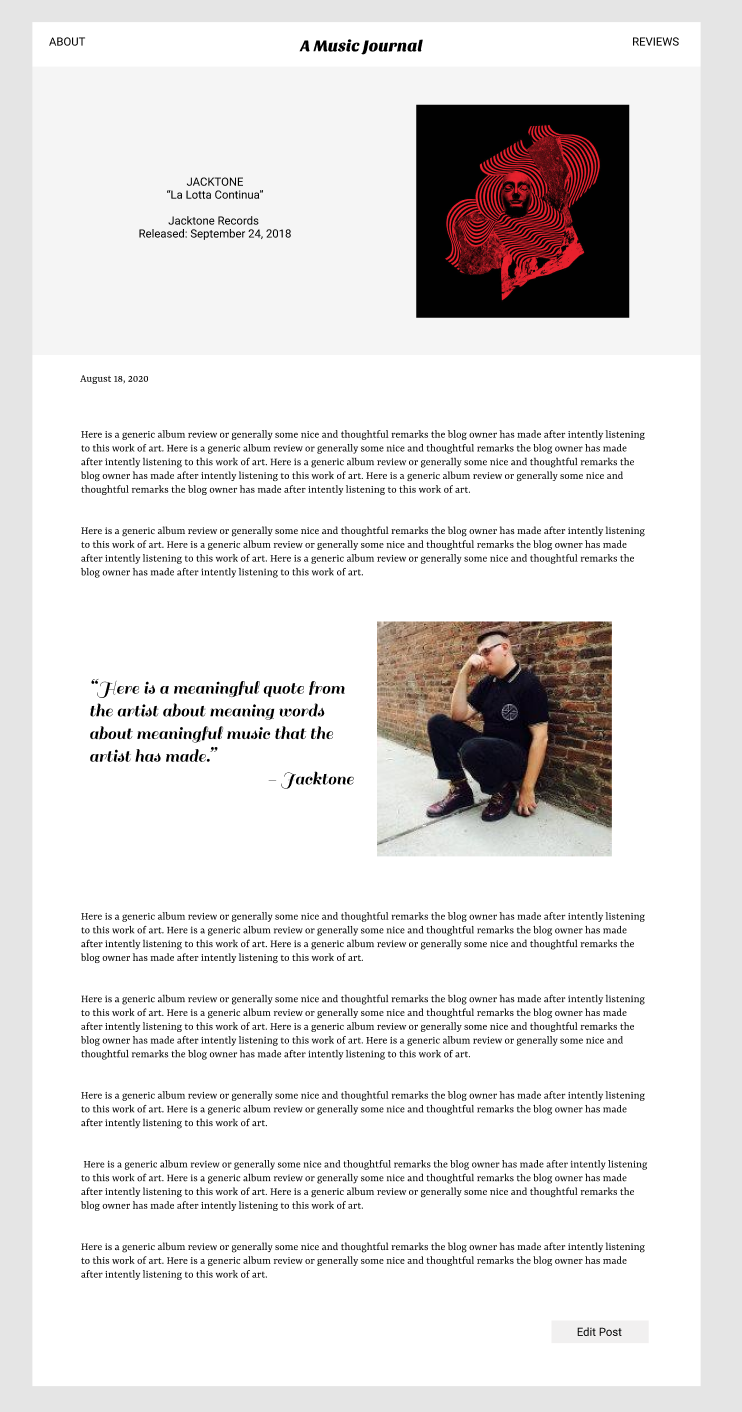 ABOUT
A Music Journal
REVIEWS
JACKTONE
“La Lotta Continua”
Jacktone Records
Released: September 24, 2018
August 18, 2020
Here is a generic album review or generally some nice and thoughtful remarks the blog owner has made after intently listening
to this work of art. Here is a generic album review or generally some nice and thoughtful remarks the blog owner has made
after intently listening to this work of art. Here is a generic album review or generally some nice and thoughtful remarks the
blog owner has made after intently listening to this work of art. Here is a generic album review or generally some nice and
thoughtful remarks the blog owner has made after intently listening to this work of art.
Here is a generic album review or generally some nice and thoughtful remarks the blog owner has made after intently listening
to this work of art. Here is a generic album review or generally some nice and thoughtful remarks the blog owner has made
after intently listening to this work of art. Here is a generic album review or generally some nice and thoughtful remarks the
blog owner has made after intently listening to this work of art.
“Here is a meaningful quote from
the artist about meaning words
about meaningful music that the
artist has made.”
– Jacktone
Here is a generic album review or generally some nice and thoughtful remarks the blog owner has made after intently listening
to this work of art. Here is a generic album review or generally some nice and thoughtful remarks the blog owner has made
after intently listening to this work of art. Here is a generic album review or generally some nice and thoughtful remarks the
blog owner has made after intently listening to this work of art.
Here is a generic album review or generally some nice and thoughtful remarks the blog owner has made after intently listening
to this work of art. Here is a generic album review or generally some nice and thoughtful remarks the blog owner has made
after intently listening to this work of art. Here is a generic album review or generally some nice and thoughtful remarks the
blog owner has made after intently listening to this work of art. Here is a generic album review or generally some nice and
thoughtful remarks the blog owner has made after intently listening to this work of art.
Here is a generic album review or generally some nice and thoughtful remarks the blog owner has made after intently listening
to this work of art. Here is a generic album review or generally some nice and thoughtful remarks the blog owner has made
after intently listening to this work of art.
Here is a generic album review or generally some nice and thoughtful remarks the blog owner has made after intently listening
to this work of art. Here is a generic album review or generally some nice and thoughtful remarks the blog owner has made
after intently listening to this work of art. Here is a generic album review or generally some nice and thoughtful remarks the
blog owner has made after intently listening to this work of art.
Here is a generic album review or generally some nice and thoughtful remarks the blog owner has made after intently listening
to this work of art. Here is a generic album review or generally some nice and thoughtful remarks the blog owner has made
after intently listening to this work of art.
Edit Post